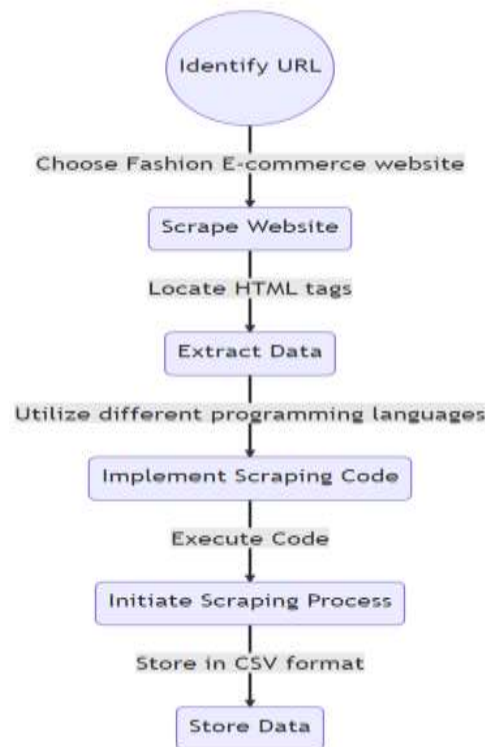 Identify URL
Choose Fashion E-commerce website
Scrape Website
Locate HTML tags
Extract Data
Utilize different programming languages
Implement Scraping Code
Execute Code
Initiate Scraping Process
Store in CSV format
Store Data